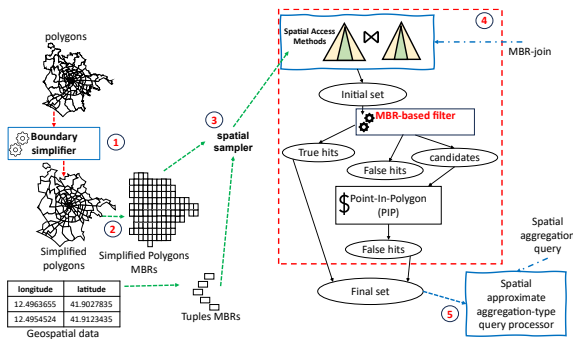 polygons
Boundary
simplifier
1
Simplified
polygons
2
Simplified Polygons
MBRs
longitude latitude
12.4963655 41.9027835
12.4954524 41.9123435
Geospatial data
Tuples MBRs
3
spatial
sampler
4
Spatial Access
Methods
MBR-join
Initial set
MBR-based filter
True hits
False hits
candidates
$ Point-In-Polygon
(PIP)
False hits
Final set
5
Spatial
aggregation
query
Spatial
approximate
aggregation-type
query processor